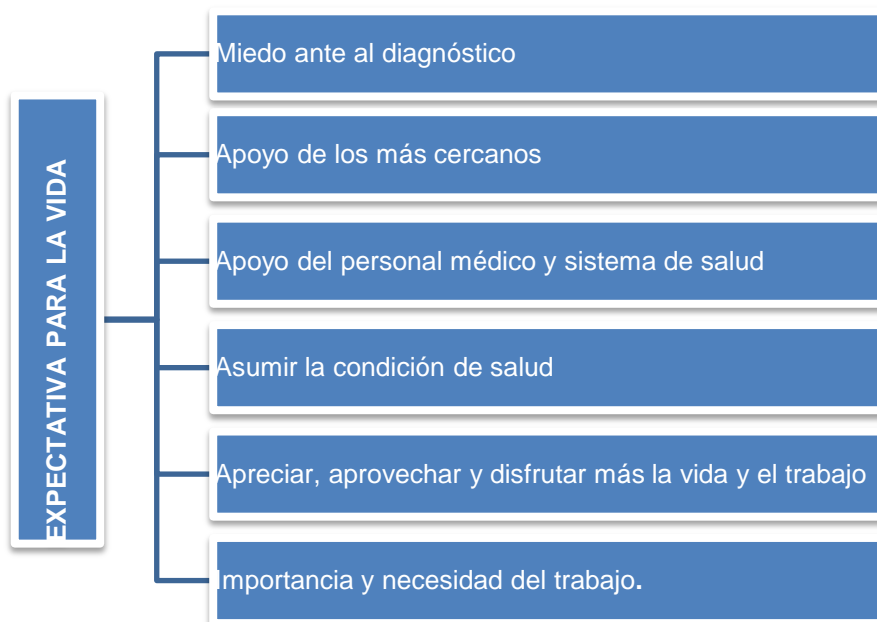 EXPECTATIVA PARA LA VIDA
Miedo ante al diagnóstico
Apoyo de los más cercanos
Apoyo del personal médico y sistema de salud
Asumir la condición de salud
Apreciar, aprovechar y disfrutar más la vida y el trabajo
Importancia y necesidad del trabajo.